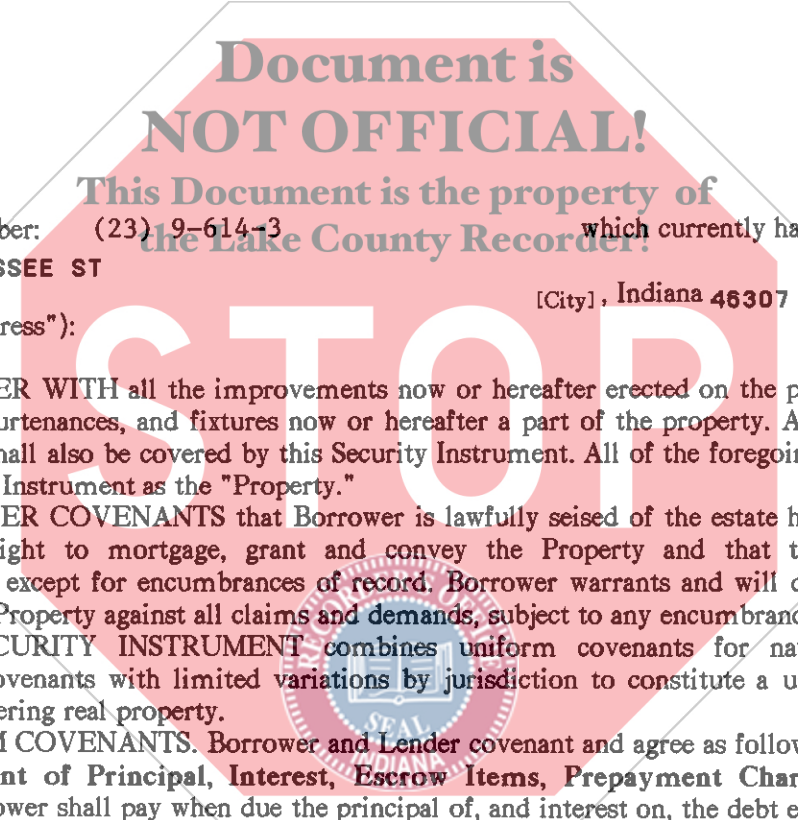 Document is
NOT OFFICIAL!
This Document is the property of
the Lake County Recorder!
ber: (23) 9-614-3 which currently ha
SSEE ST
[City], Indiana 46307
ress"):
STOP
ER WITH all the improvements now or hereafter erected on the p
urtenances, and fixtures now or hereafter a part of the property. A
hall also be covered by this Security Instrument. All of the foregoin
Instrument as the "Property."
ER COVENANTS that Borrower is lawfully seised of the estate h
ight to mortgage, grant and convey the Property and that t
except for encumbrances of record. Borrower warrants and will d
Property against all claims and demands, subject to any encumbranc
CURITY INSTRUMENT combines uniform covenants for na
ovenants with limited variations by jurisdiction to constitute a u
ering real property.
M COVENANTS. Borrower and Lender covenant and agree as follow
nt of Principal, Interest, Escrow Items, Prepayment Char
ower shall pay when due the principal of, and interest on, the debt e
SEAL
INDIANA